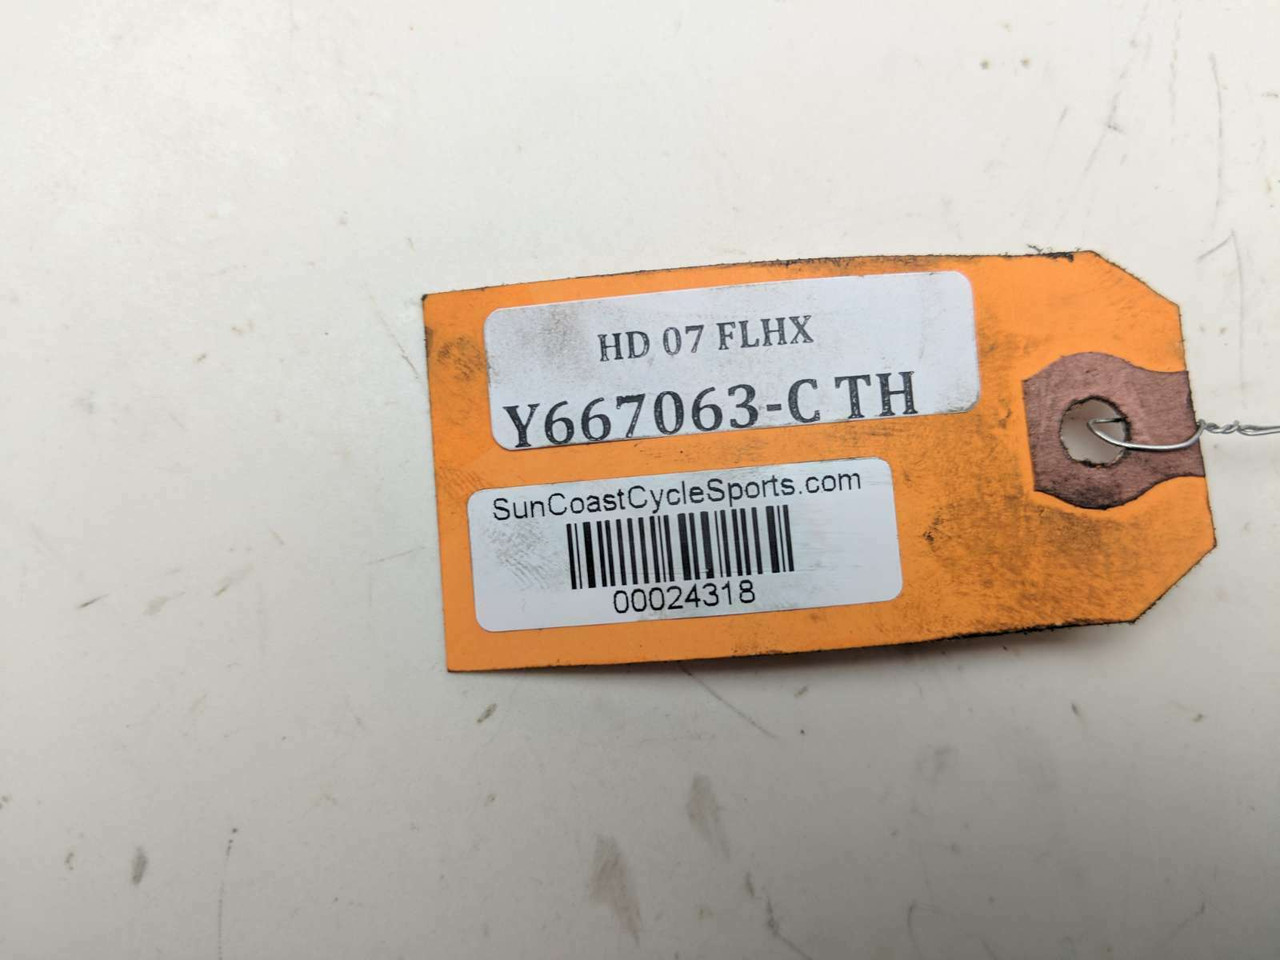 HD 07 FLHX
Y667063-C TH
SunCoastCycleSports.com
00024318